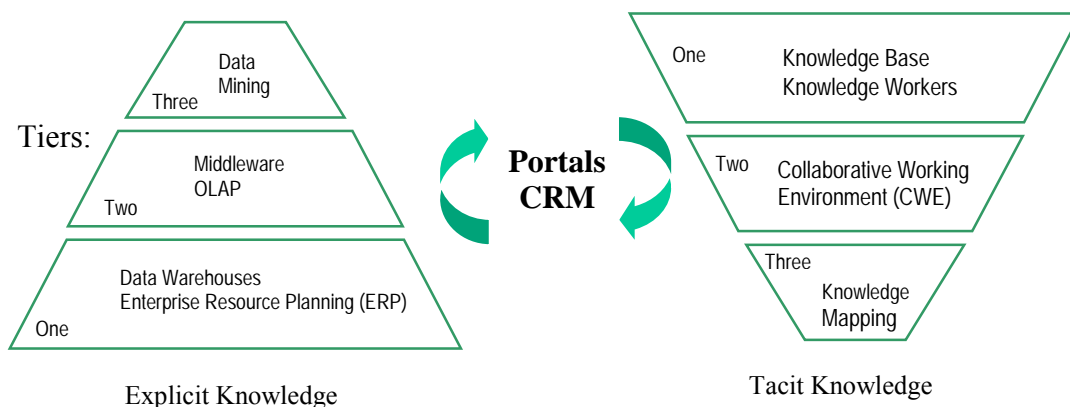 Tiers:
Data
Mining
Three
Middleware
OLAP
Two
Data Warehouses
Enterprise Resource Planning (ERP)
One
Explicit Knowledge
Portals
CRM
One
Knowledge Base
Knowledge Workers
Two
Collaborative Working
Environment (CWE)
Three
Knowledge
Mapping
Tacit Knowledge